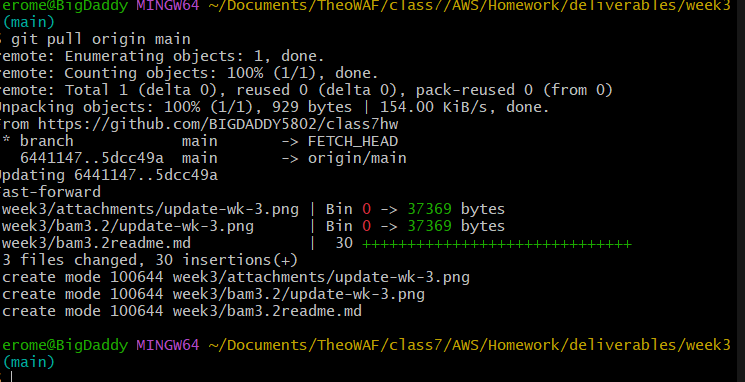 erome@BigDaddy MINGW64 ~/Documents/TheoWAF/class7/AWS/Homework/deliverables/week3
(main)
$ git pull origin main
remote: Enumerating objects: 1, done.
remote: Counting objects: 100% (1/1), done.
remote: Total 1 (delta 0), reused 0 (delta 0), pack-reused 0 (from 0)
Unpacking objects: 100% (1/1), 929 bytes | 154.00 KiB/s, done.
From https://github.com/BIGDADDY5802/class7hw
* branch main -> FETCH_HEAD
6441147..5dcc49a main -> origin/main
Updating 6441147..5dcc49a
Fast-forward
week3/attachments/update-wk-3.png | Bin 0 -> 37369 bytes
week3/bam3.2/update-wk-3.png | Bin 0 -> 37369 bytes
week3/bam3.2readme.md | 30 ++++++++++++++++++++++++++++++
3 files changed, 30 insertions(+)
create mode 100644 week3/attachments/update-wk-3.png
create mode 100644 week3/bam3.2/update-wk-3.png
create mode 100644 week3/bam3.2readme.md
erome@BigDaddy MINGW64 ~/Documents/TheoWAF/class7/AWS/Homework/deliverables/week3
(main)
$